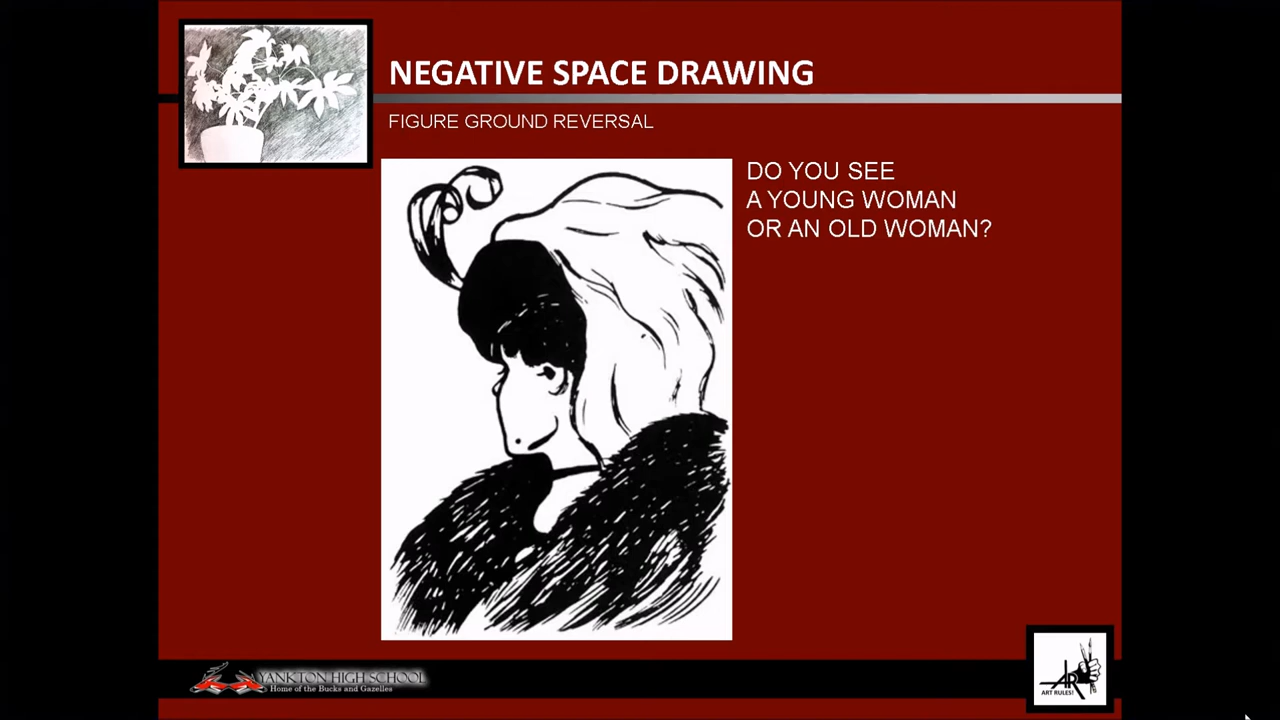 NEGATIVE SPACE DRAWING
FIGURE GROUND REVERSAL
DO YOU SEE
A YOUNG WOMAN
OR AN OLD WOMAN?
YANKTON HIGH SCHOOL
Home of the Bucks and Gazelles
AR
ART RULES!